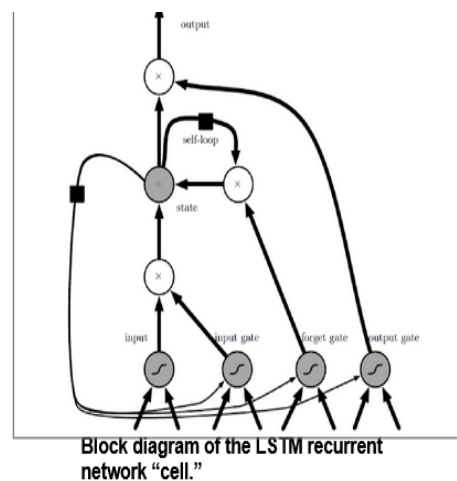 output
×
self-loop
+
×
state
×
input
input gate
forget gate
output gate
Block diagram of the LSTM recurrent
network “cell.”